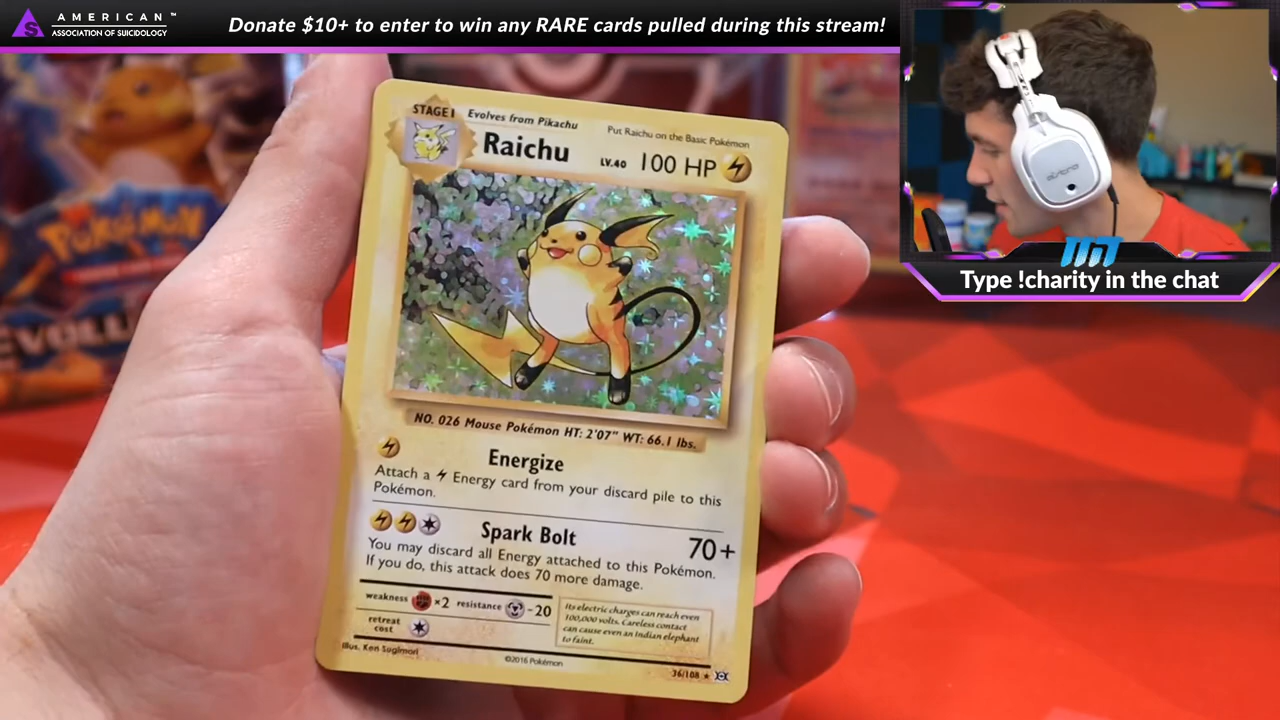 AMERICAN™
ASSOCIATION OF SUICIDOLOGY
Donate $10+ to enter to win any RARE cards pulled during this stream!
STAGE 1
Evolves from Pikachu
Put Raichu on the Basic Pokémon
Raichu
LV.40 100 HP
NO. 026 Mouse Pokémon HT: 2'07" WT: 66.1 lbs.
Energize
Attach a Energy card from your discard pile to this
Pokémon.
Spark Bolt 70+
You may discard all Energy attached to this Pokémon.
If you do, this attack does 70 more damage.
weakness ×2 resistance -20
retreat
cost
Its electric charges can reach even
100,000 volts. Careless contact
can cause even an Indian elephant
to faint.
Illus. Ken Sugimori
©2016 Pokémon
36/108
POKÉMON
EVOLU
ASTRO
Type !charity in the chat